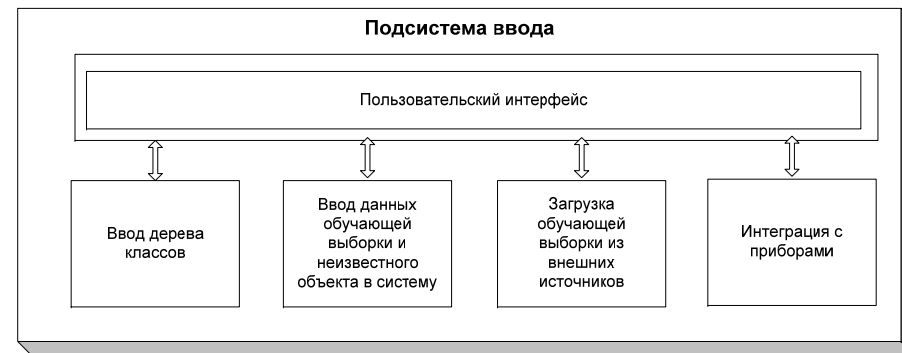 Подсистема ввода
Пользовательский интерфейс
Ввод дерева
классов
Ввод данных
обучающей
выборки и
неизвестного
объекта в систему
Загрузка
обучающей
выборки из
внешних
источников
Интеграция с
приборами